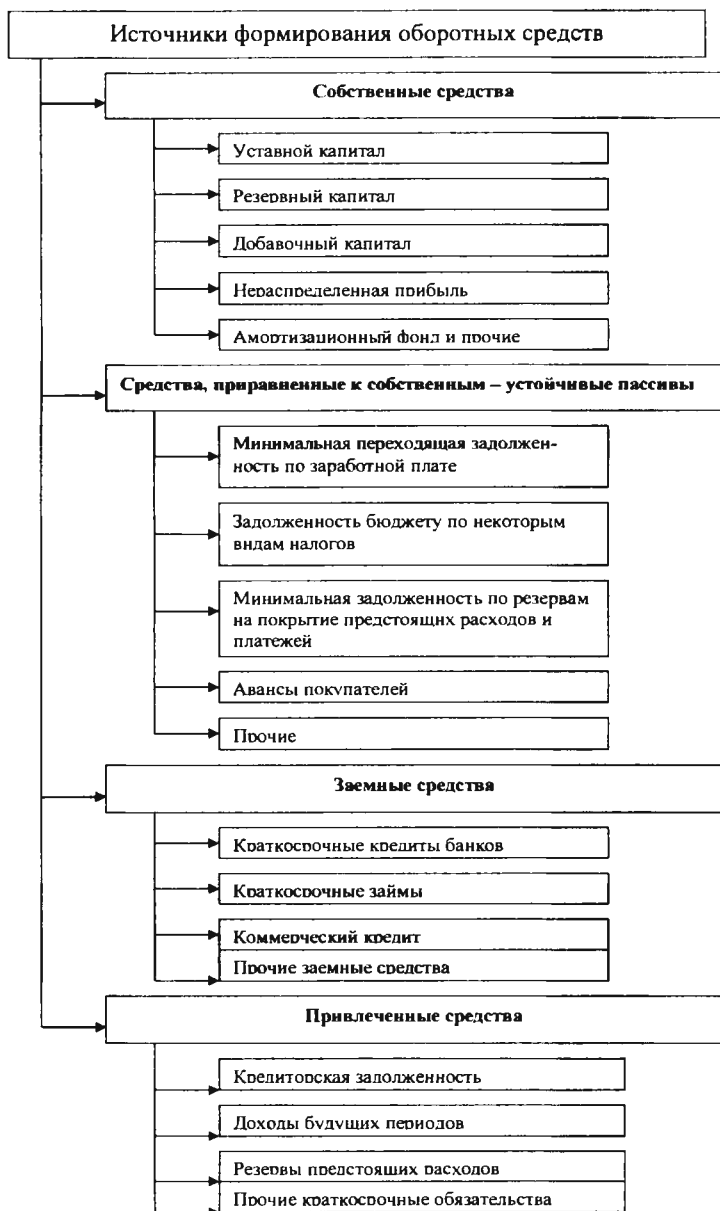 Источники формирования оборотных средств
Собственные средства
Уставной капитал
Резервный капитал
Добавочный капитал
Нераспределенная прибыль
Амортизационный фонд и прочие
Средства, приравненные к собственным – устойчивые пассивы
Минимальная переходящая задолжен-
ность по заработной плате
Задолженность бюджету по некоторым
видам налогов
Минимальная задолженность по резервам
на покрытие предстоящих расходов и
платежей
Авансы покупателей
Прочие
Заемные средства
Краткосрочные кредиты банков
Краткосрочные займы
Коммерческий кредит
Прочие заемные средства
Привлеченные средства
Кредиторская задолженность
Доходы будущих периодов
Резервы предстоящих расходов
Прочие краткосрочные обязательства